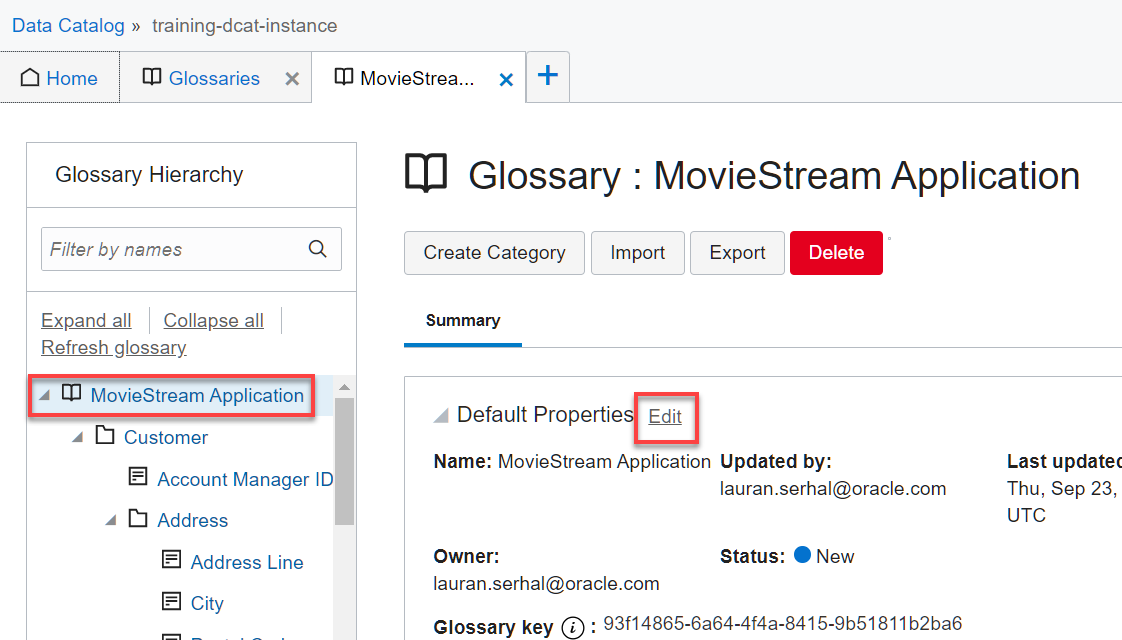 Data Catalog » training-dcat-instance
Home
Glossaries
MovieStrea...
Glossary Hierarchy
Filter by names
Expand all
Collapse all
Refresh glossary
MovieStream Application
Customer
Account Manager ID
Address
Address Line
City
Glossary : MovieStream Application
Create Category
Import
Export
Delete
Summary
Default Properties Edit
Name: MovieStream Application
Updated by:
lauran.serhal@oracle.com
Last updated
Thu, Sep 23,
UTC
Owner:
lauran.serhal@oracle.com
Status: New
Glossary key i : 93f14865-6a64-4f4a-8415-9b51811b2ba6